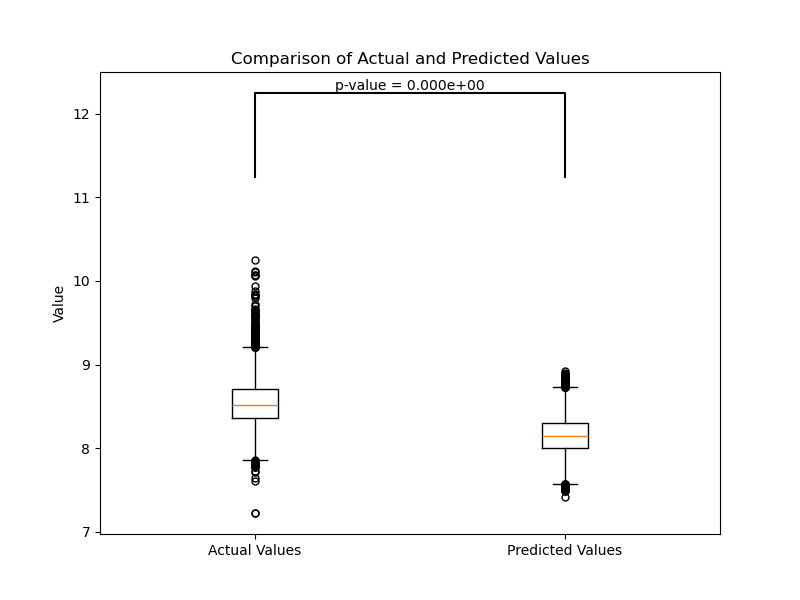 Comparison of Actual and Predicted Values
p-value = 0.000e+00
12
11
10
9
8
7
Value
Actual Values
Predicted Values